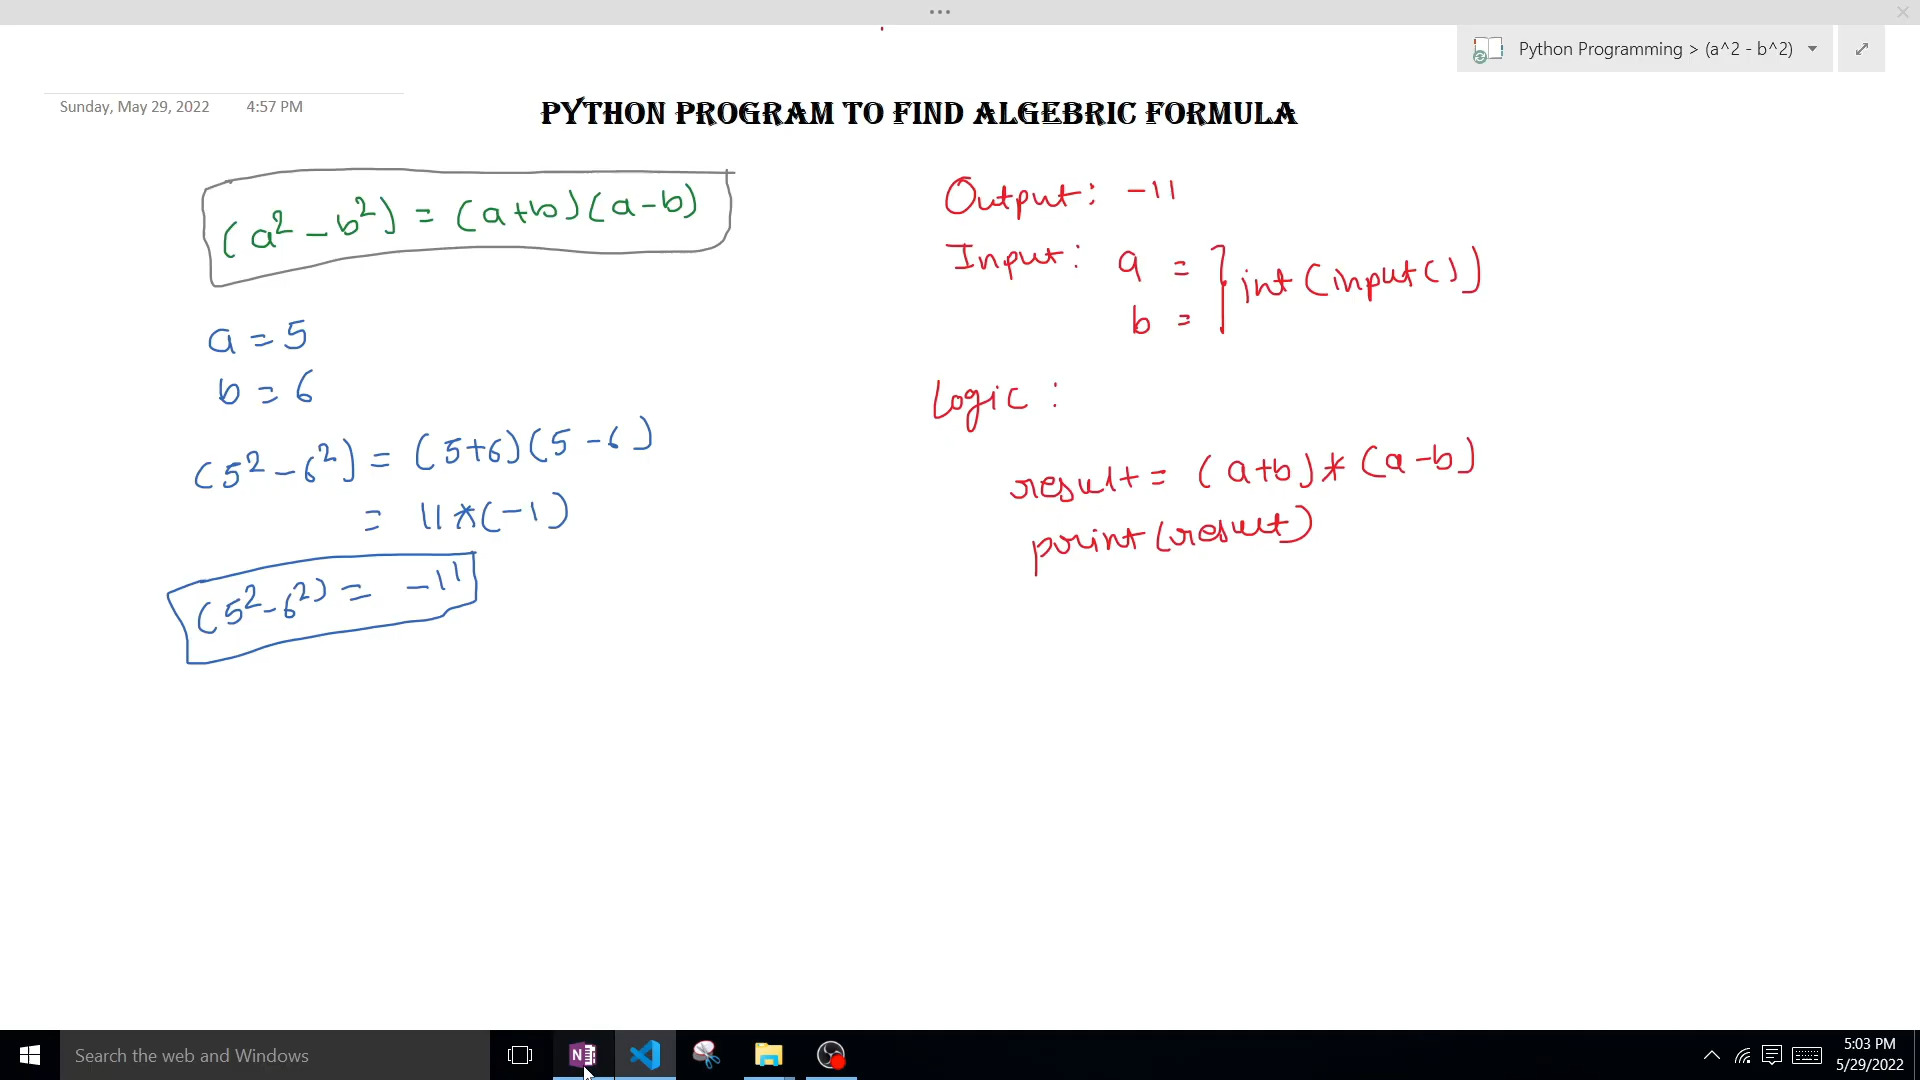 Python Programming > (a^2 - b^2)
Sunday, May 29, 2022 4:57 PM
PYTHON PROGRAM TO FIND ALGEBRIC FORMULA
(a² - b²) = (a+b)(a-b)
a = 5
b = 6
(5² - 6²) = (5+6)(5-6)
= 11*(-1)
(5² - 6²) = -11
Output: -11
Input: a = } int(input())
b =
Logic:
result = (a+b)*(a-b)
print(result)
Search the web and Windows
N
5:03 PM
5/29/2022